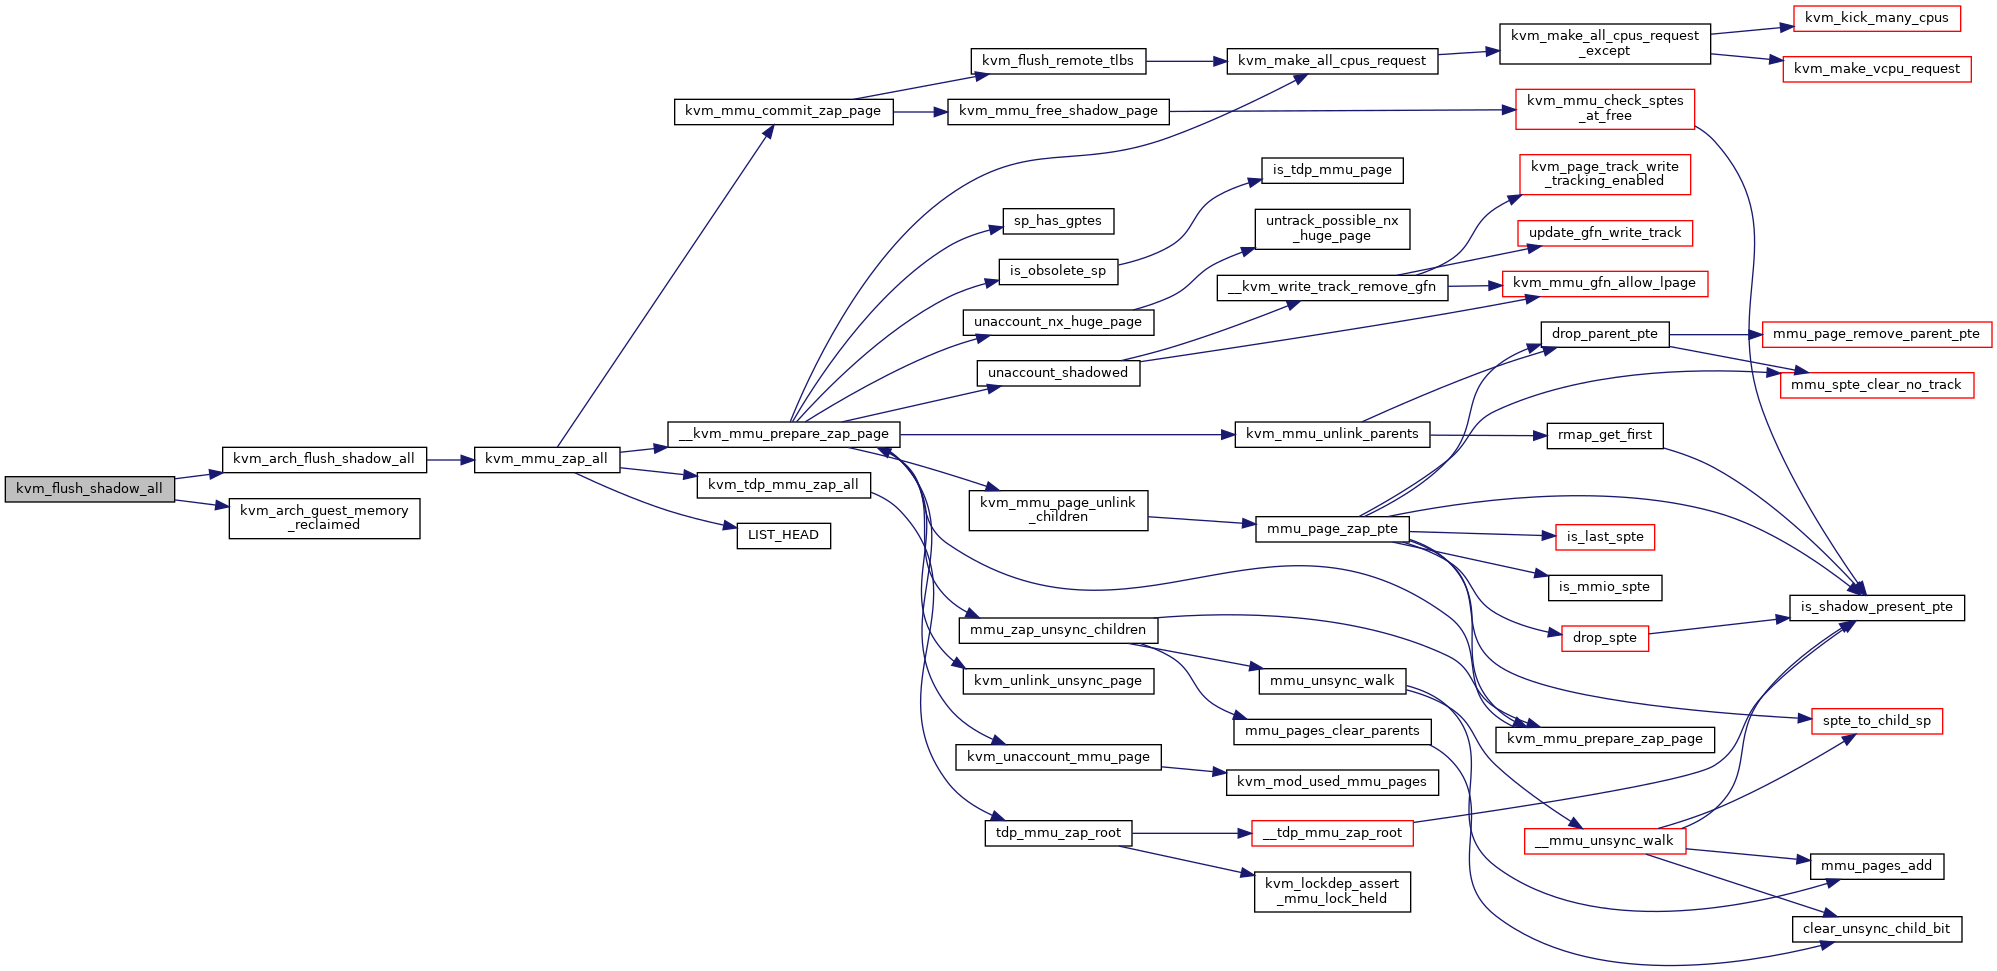 kvm_flush_shadow_all
kvm_arch_flush_shadow_all
kvm_arch_guest_memory
_reclaimed
kvm_mmu_zap_all
kvm_mmu_commit_zap_page
__kvm_mmu_prepare_zap_page
kvm_tdp_mmu_zap_all
LIST_HEAD
kvm_flush_remote_tlbs
kvm_mmu_free_shadow_page
sp_has_gptes
is_obsolete_sp
unaccount_nx_huge_page
unaccount_shadowed
kvm_mmu_page_unlink
_children
mmu_zap_unsync_children
kvm_unlink_unsync_page
kvm_unaccount_mmu_page
tdp_mmu_zap_root
kvm_make_all_cpus_request
is_tdp_mmu_page
untrack_possible_nx
_huge_page
__kvm_write_track_remove_gfn
kvm_mmu_unlink_parents
mmu_page_zap_pte
mmu_unsync_walk
mmu_pages_clear_parents
kvm_mod_used_mmu_pages
__tdp_mmu_zap_root
kvm_lockdep_assert
_mmu_lock_held
kvm_make_all_cpus_request
_except
kvm_mmu_check_sptes
_at_free
kvm_page_track_write
_tracking_enabled
update_gfn_write_track
kvm_mmu_gfn_allow_lpage
drop_parent_pte
rmap_get_first
is_last_spte
is_mmio_spte
drop_spte
kvm_mmu_prepare_zap_page
__mmu_unsync_walk
kvm_kick_many_cpus
kvm_make_vcpu_request
mmu_page_remove_parent_pte
mmu_spte_clear_no_track
is_shadow_present_pte
spte_to_child_sp
mmu_pages_add
clear_unsync_child_bit